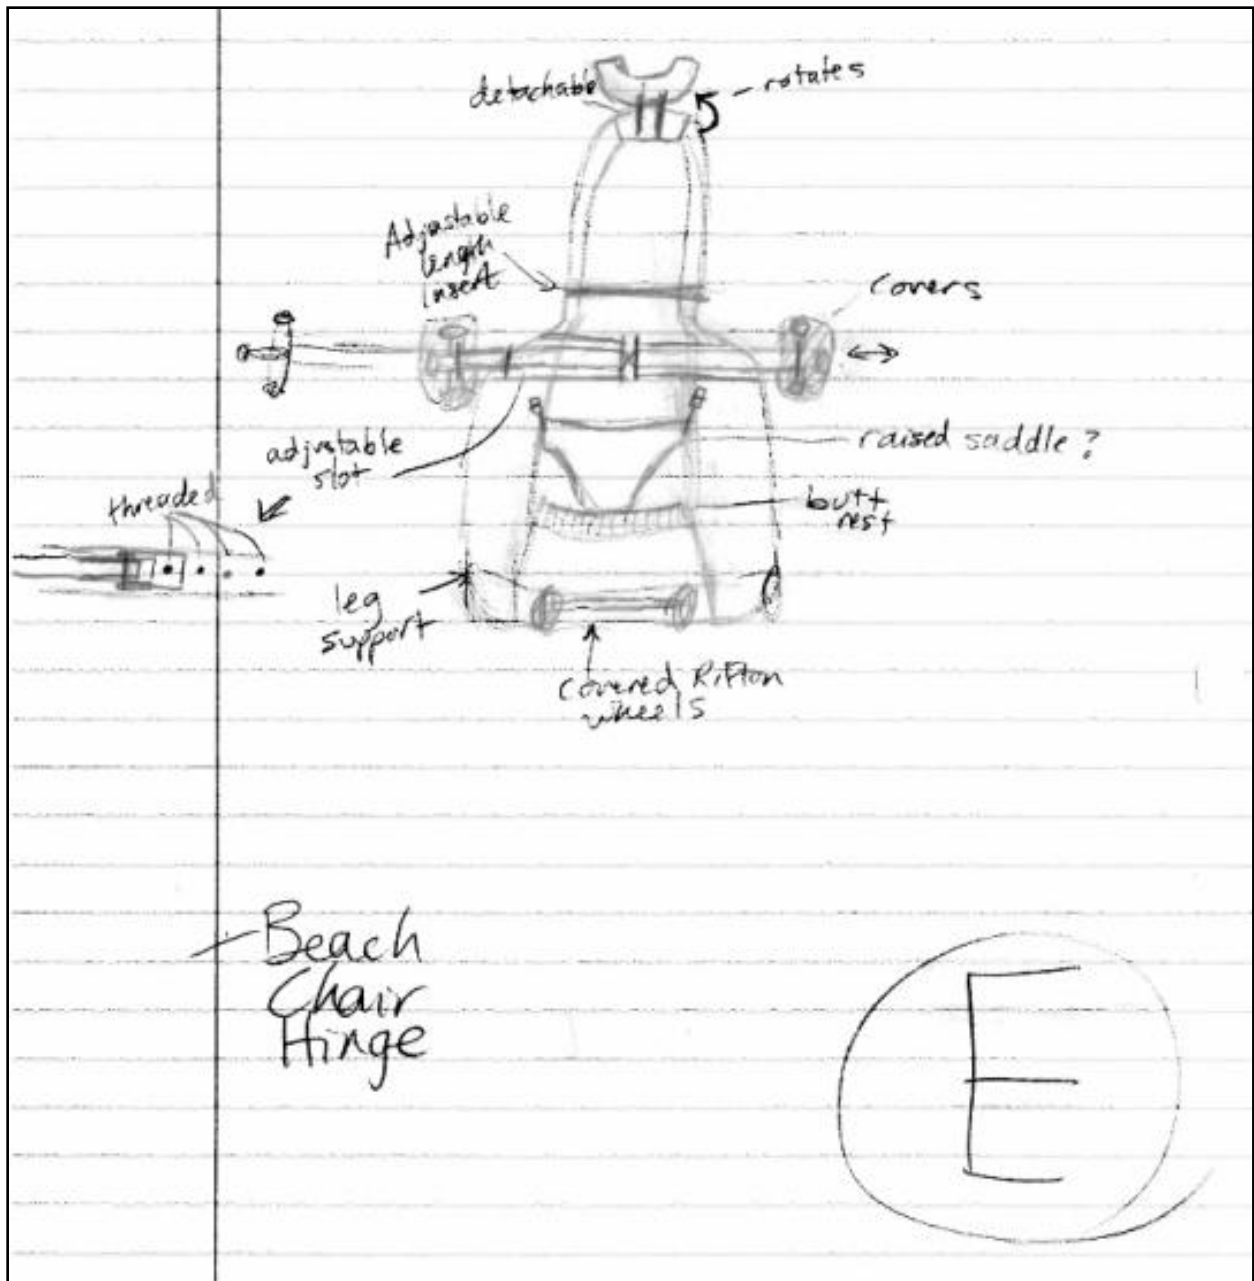 detachable
rotates
Adjustable
length
Insert
covers
adjustable
slot
raised saddle ?
threaded
butt
rest
leg
support
covered Rifton
wheels
- Beach
Chair
Hinge
E